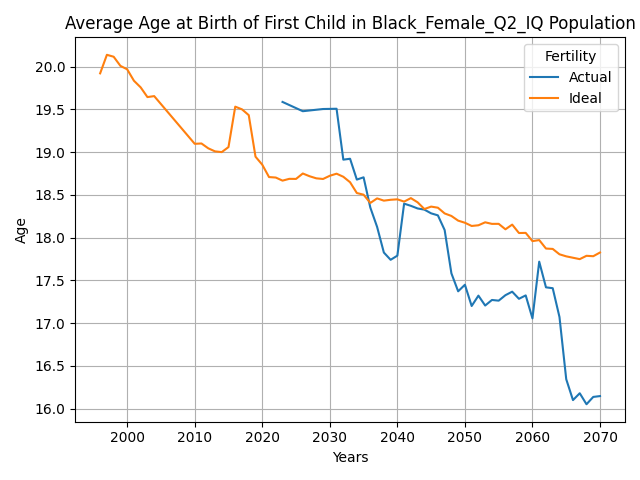 Average Age at Birth of First Child in Black_Female_Q2_IQ Population
Fertility
Actual
Ideal
20.0
19.5
19.0
18.5
18.0
17.5
17.0
16.5
16.0
Age
2000 2010 2020 2030 2040 2050 2060 2070
Years